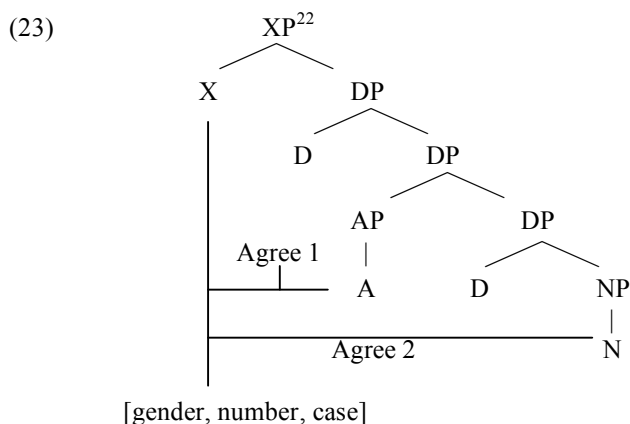 (23) XP22
X DP
D DP
AP DP
Agree 1
A D NP
Agree 2 N
[gender, number, case]